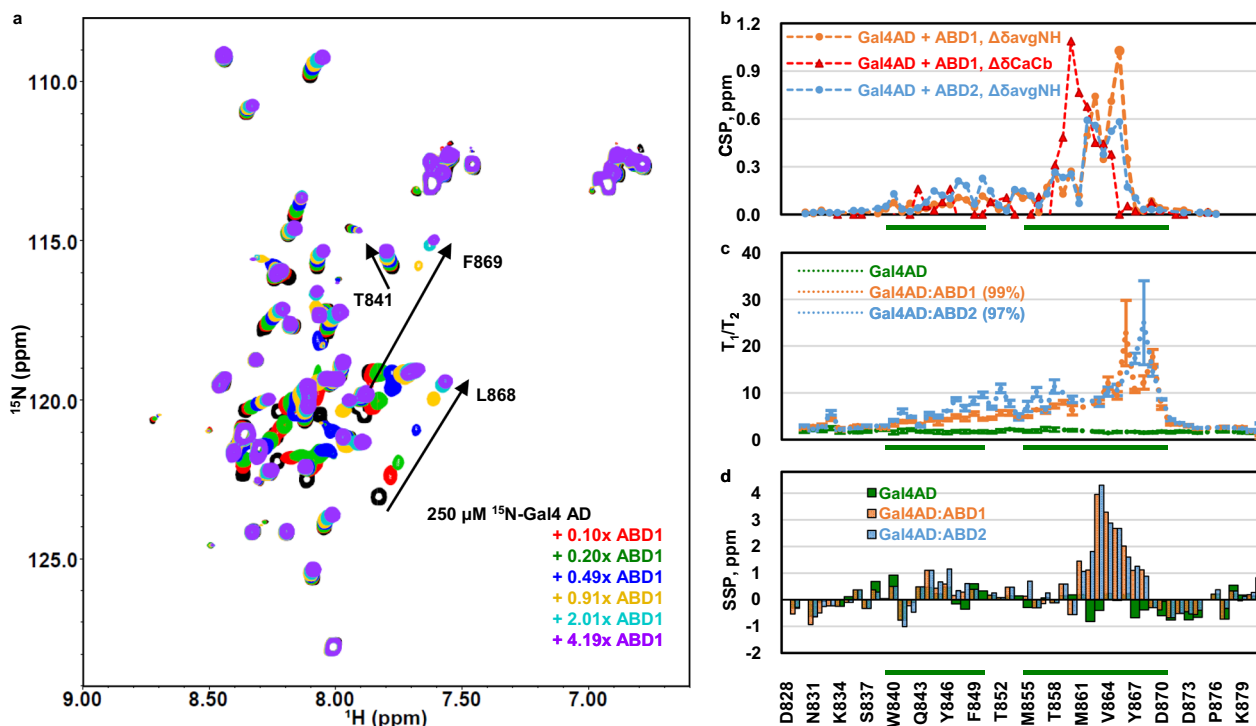 a
110.0
115.0
120.0
125.0
¹⁵N (ppm)
9.00
8.50
8.00
7.50
7.00
¹H (ppm)
T841
F869
L868
250 µM ¹⁵N-Gal4 AD
+ 0.10x ABD1
+ 0.20x ABD1
+ 0.49x ABD1
+ 0.91x ABD1
+ 2.01x ABD1
+ 4.19x ABD1
b
CSP, ppm
1.2
0.9
0.6
0.3
0.0
Gal4AD + ABD1, ΔδavgNH
Gal4AD + ABD1, ΔδCaCb
Gal4AD + ABD2, ΔδavgNH
c
T₁/T₂
40
30
20
10
0
Gal4AD
Gal4AD:ABD1 (99%)
Gal4AD:ABD2 (97%)
d
SSP, ppm
4
3
2
1
0
-1
-2
Gal4AD
Gal4AD:ABD1
Gal4AD:ABD2
D828
N831
K834
S837
W840
Q843
Y846
F849
T852
M855
T858
M861
V864
Y867
D870
D873
P876
K879